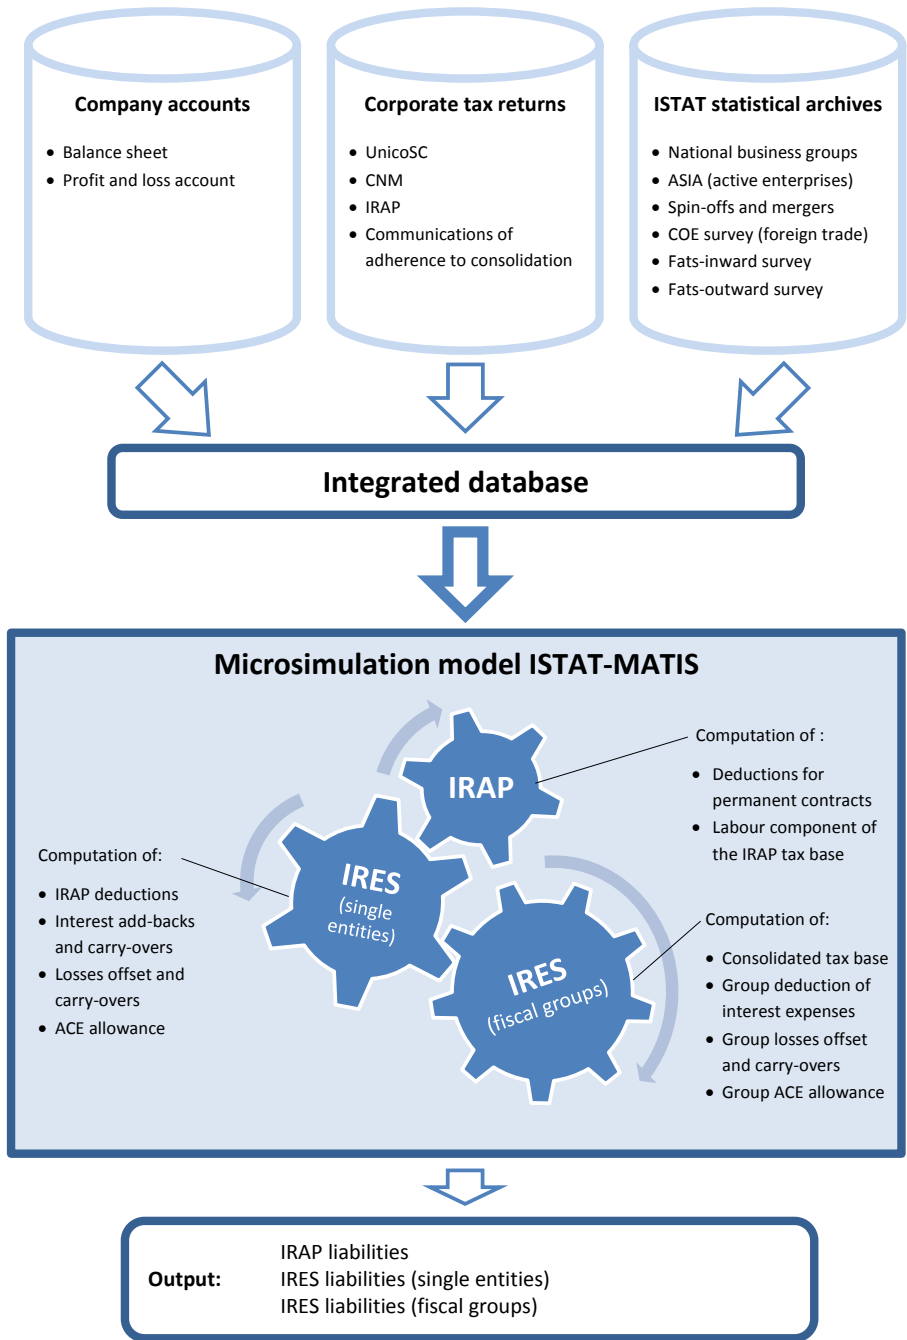 Company accounts
• Balance sheet
• Profit and loss account
Corporate tax returns
• UnicoSC
• CNM
• IRAP
• Communications of
adherence to consolidation
ISTAT statistical archives
• National business groups
• ASIA (active enterprises)
• Spin-offs and mergers
• COE survey (foreign trade)
• Fats-inward survey
• Fats-outward survey
Integrated database
Microsimulation model ISTAT-MATIS
IRAP
Computation of :
• Deductions for
permanent contracts
• Labour component of
the IRAP tax base
IRES
(single
entities)
Computation of:
• IRAP deductions
• Interest add-backs
and carry-overs
• Losses offset and
carry-overs
• ACE allowance
IRES
(fiscal groups)
Computation of:
• Consolidated tax base
• Group deduction of
interest expenses
• Group losses offset
and carry-overs
• Group ACE allowance
Output:
IRAP liabilities
IRES liabilities (single entities)
IRES liabilities (fiscal groups)